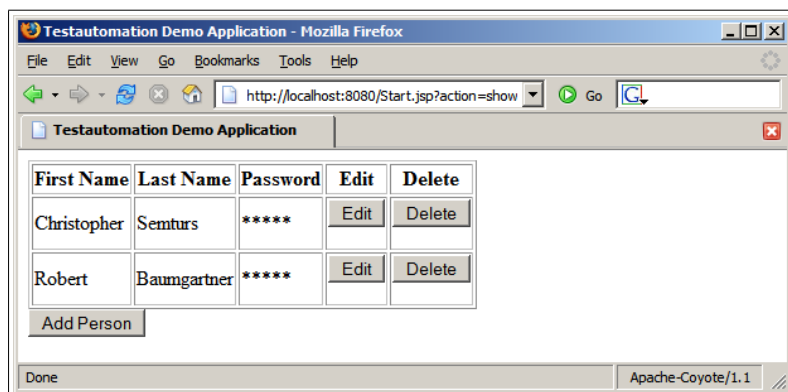 Testautomation Demo Application - Mozilla Firefox
File Edit View Go Bookmarks Tools Help
http://localhost:8080/Start.jsp?action=show Go G
Testautomation Demo Application
First Name Last Name Password Edit Delete
Christopher Semturs ***** Edit Delete
Robert Baumgartner ***** Edit Delete
Add Person
Done Apache-Coyote/1.1